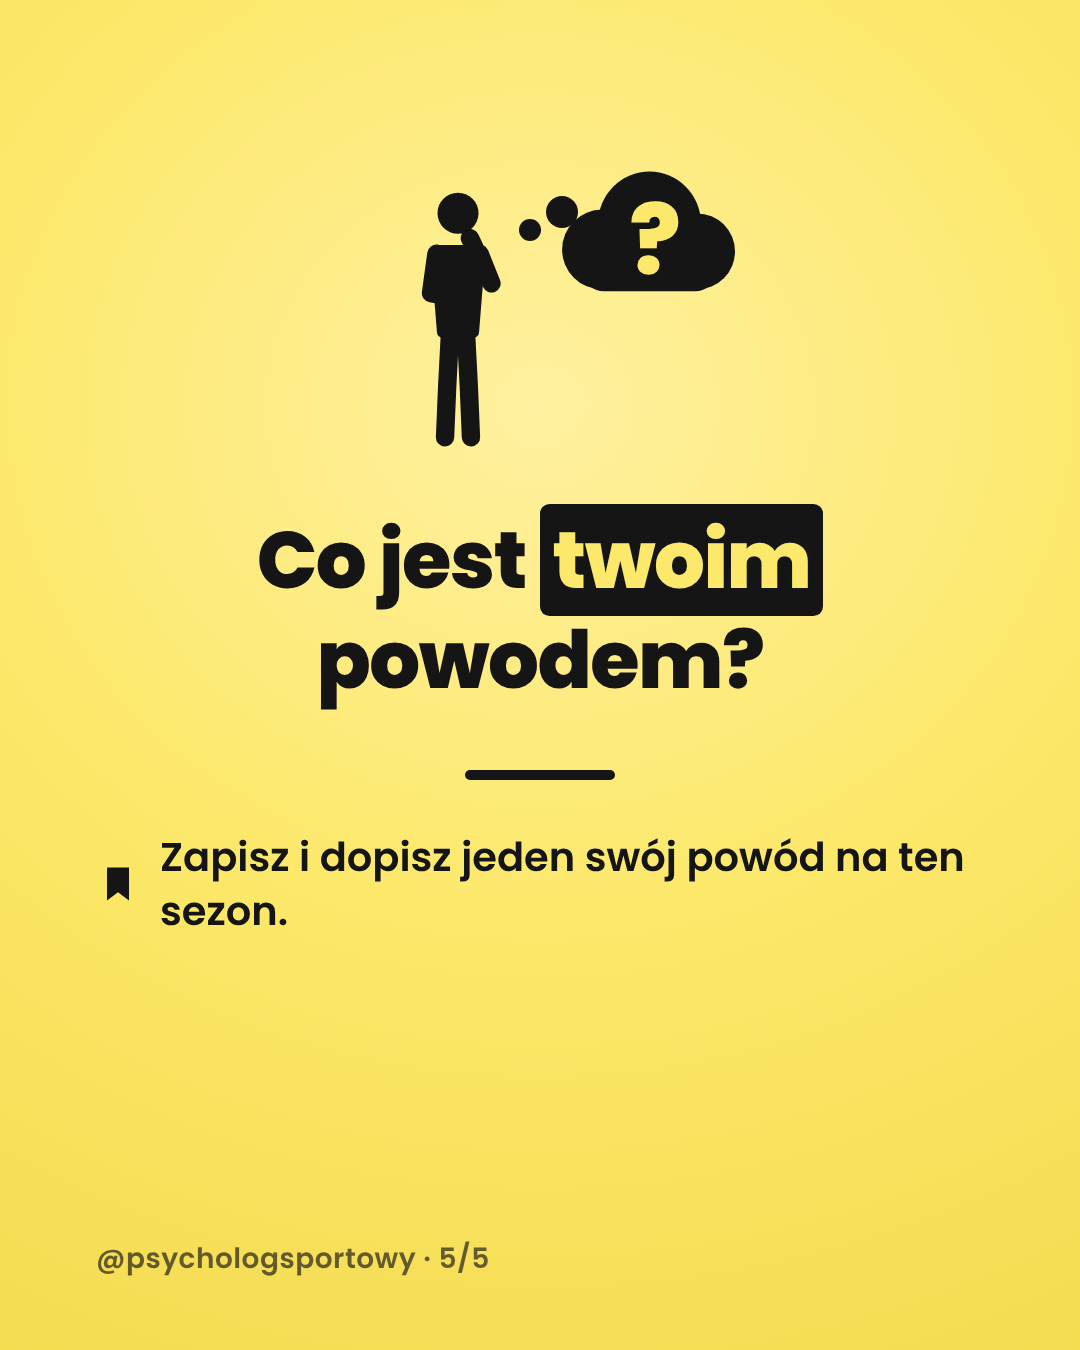 ?
Co jest twoim
powodem?
Zapisz i dopisz jeden swój powód na ten
sezon.
@psychologsportowy · 5/5